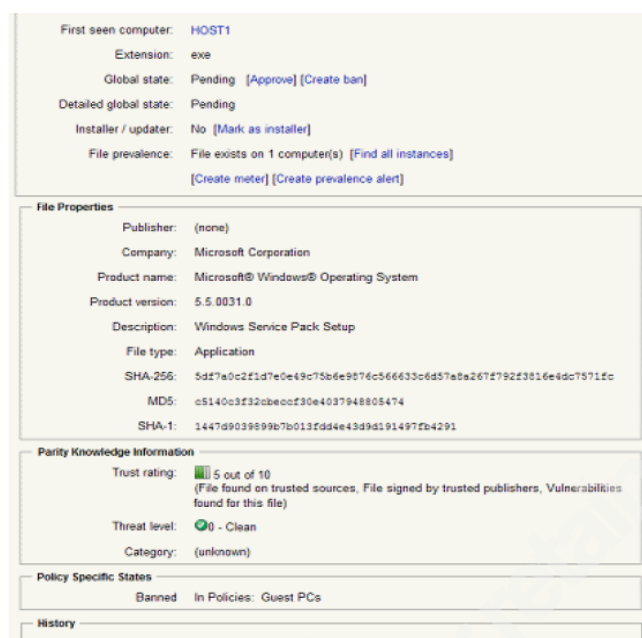 First seen computer: HOST1
Extension: exe
Global state: Pending [Approve] [Create ban]
Detailed global state: Pending
Installer / updater: No [Mark as installer]
File prevalence: File exists on 1 computer(s) [Find all instances]
[Create meter] [Create prevalence alert]
File Properties
Publisher: (none)
Company: Microsoft Corporation
Product name: Microsoft® Windows® Operating System
Product version: 5.5.0031.0
Description: Windows Service Pack Setup
File type: Application
SHA-256: 5df7a0c2f1d7e0e49c75b6e9876c566633c6d57a8a267f792f3816e4dc7571fc
MD5: c5140c3f32cbeccf30e4037948805474
SHA-1: 1447d9039899b7b013fdd4e43d9d191497fb4291
Parity Knowledge Information
Trust rating: 5 out of 10
(File found on trusted sources, File signed by trusted publishers, Vulnerabilities
found for this file)
Threat level: 0 - Clean
Category: (unknown)
Policy Specific States
Banned In Policies: Guest PCs
History